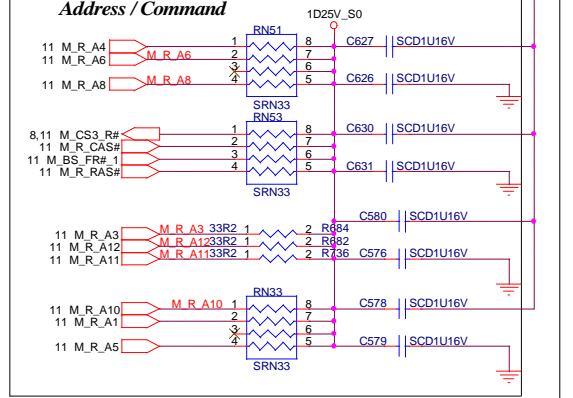 Address / Command
1D25V_S0
RN51
11 M_R_A4 1 8 C627 SCD1U16V
11 M_R_A6 M_R_A6 2 7
3 6
11 M_R_A8 M_R_A8 4 5 C626 SCD1U16V
SRN33
RN53
8,11 M_CS3_R# 1 8 C630 SCD1U16V
11 M_R_CAS# 2 7
11 M_BS_FR#_1 3 6
11 M_R_RAS# 4 5 C631 SCD1U16V
SRN33
C580 SCD1U16V
11 M_R_A3 M_R_A3 33R2 1 2 R684
11 M_R_A12 M_R_A12 33R2 1 2 R682
11 M_R_A11 M_R_A11 33R2 1 2 R736 C576 SCD1U16V
RN33
11 M_R_A10 M_R_A10 1 8 C578 SCD1U16V
11 M_R_A1 2 7
3 6
11 M_R_A5 4 5 C579 SCD1U16V
SRN33